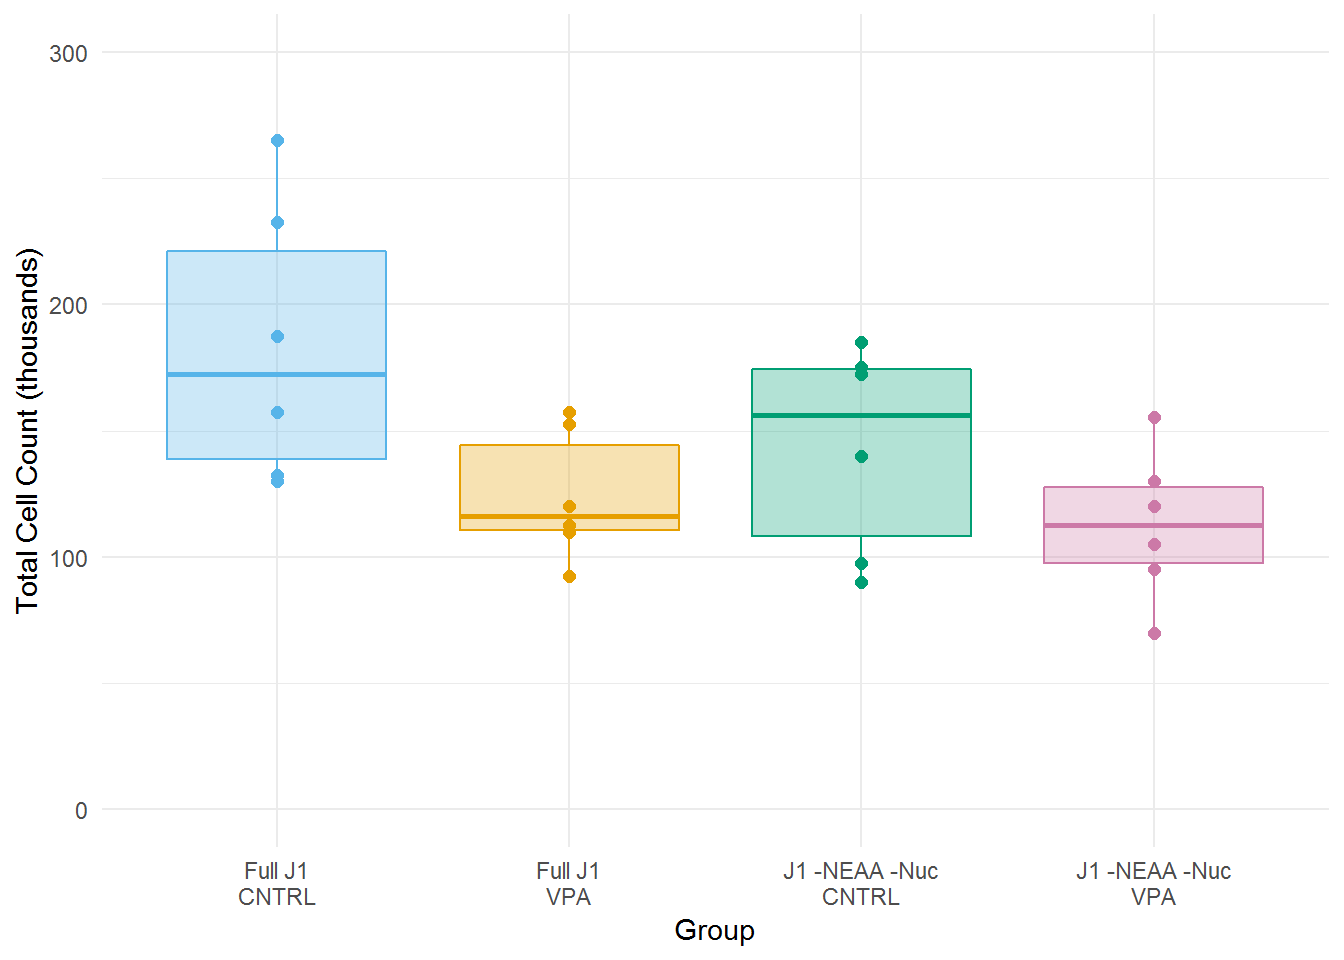 300
200
100
0
Total Cell Count (thousands)
Full J1
CNTRL
Full J1
VPA
J1 -NEAA -Nuc
CNTRL
J1 -NEAA -Nuc
VPA
Group